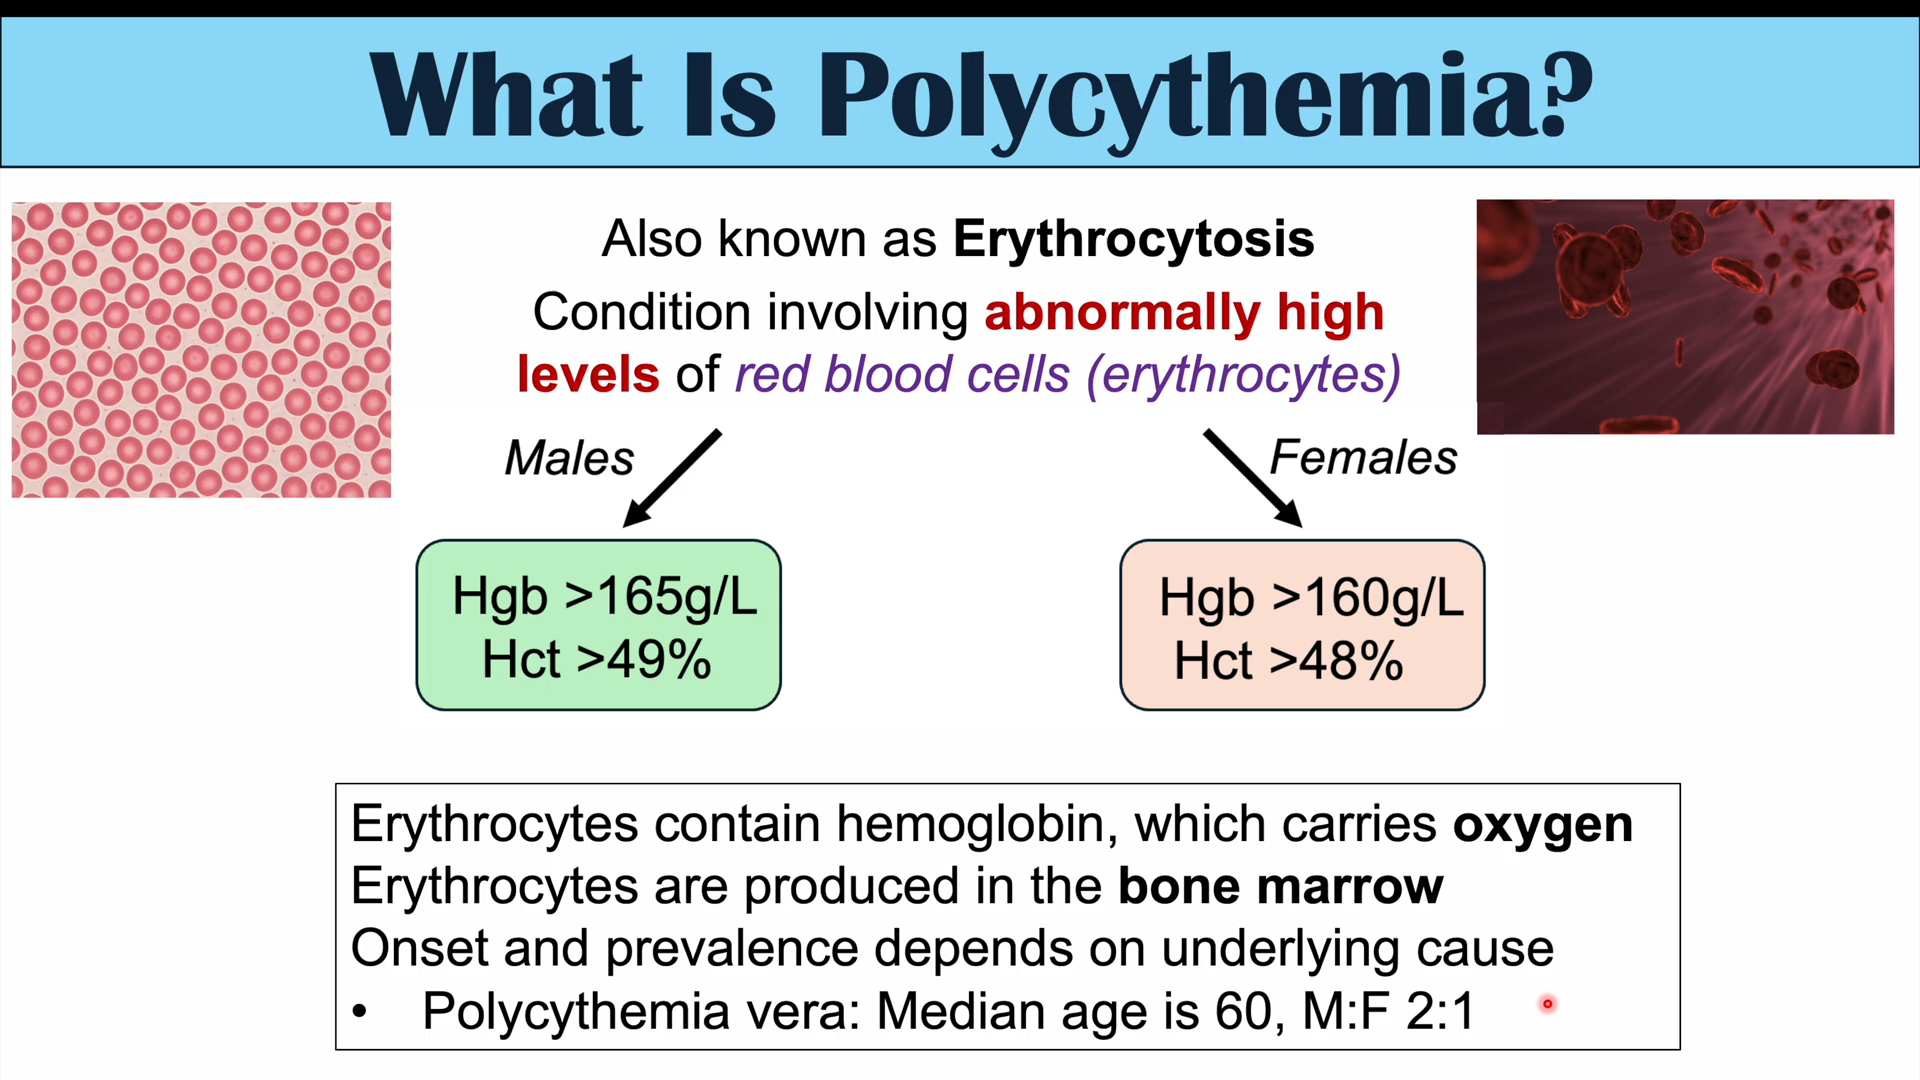 What Is Polycythemia?
Also known as Erythrocytosis
Condition involving abnormally high
levels of red blood cells (erythrocytes)
Males
Females
Hgb >165g/L
Hct >49%
Hgb >160g/L
Hct >48%
Erythrocytes contain hemoglobin, which carries oxygen
Erythrocytes are produced in the bone marrow
Onset and prevalence depends on underlying cause
• Polycythemia vera: Median age is 60, M:F 2:1